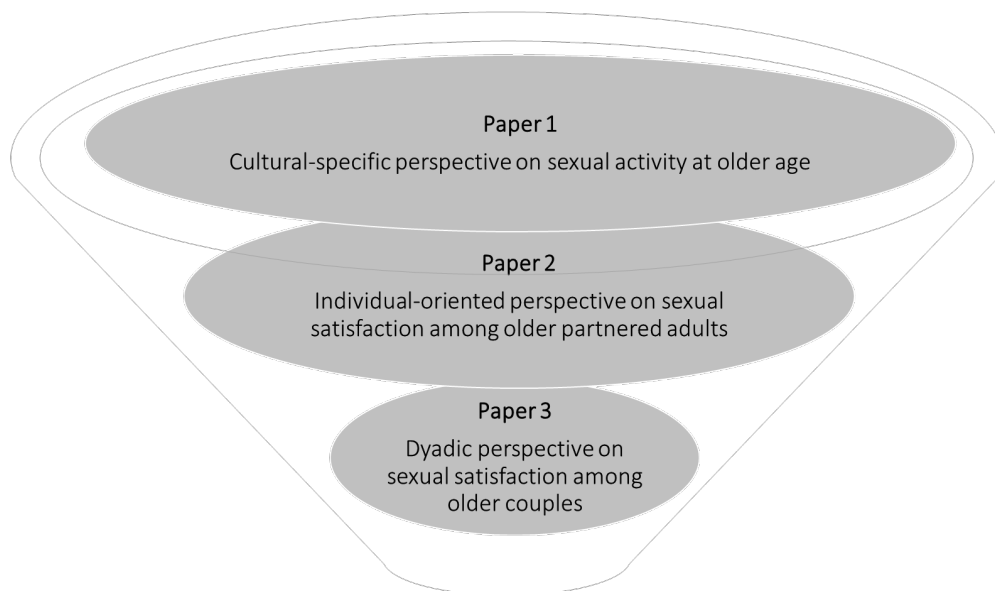 Paper 1
Cultural-specific perspective on sexual activity at older age
Paper 2
Individual-oriented perspective on sexual
satisfaction among older partnered adults
Paper 3
Dyadic perspective on
sexual satisfaction among
older couples